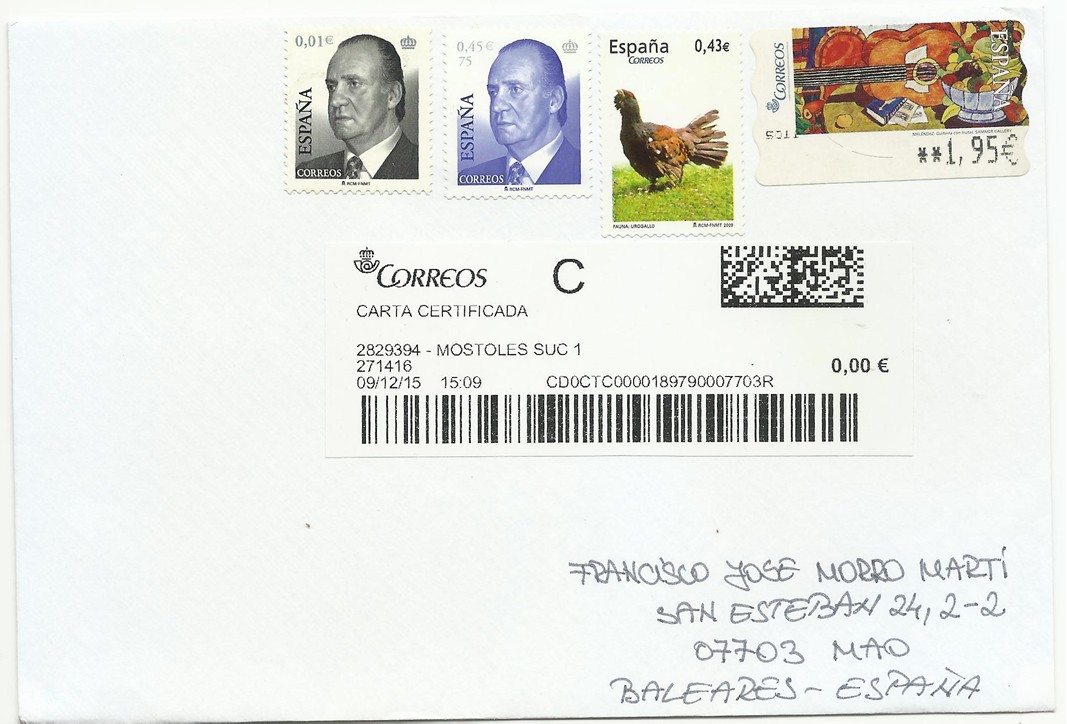 0,01€
ESPAÑA
CORREOS
RCM-FNMT
0,45€
75
ESPAÑA
CORREOS
RCM-FNMT
España 0,43€
CORREOS
FAUNA: UROGALLO RCM-FNMT 2009
CORREOS
ESPAÑA
**1,95€
CORREOS C
CARTA CERTIFICADA
2829394 - MOSTOLES SUC 1
271416
0,00 €
09/12/15 15:09 CD0CTC0000189790007703R
FRANCISCO JOSE MORRO MARTÍ
SAN ESTEBAN 24, 2-2
07703 MAO
BALEARES - ESPAÑA